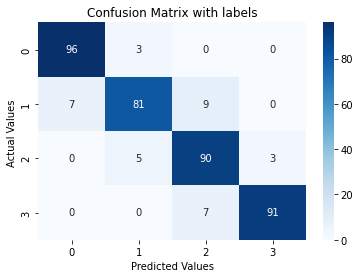 Confusion Matrix with labels
0 96 3 0 0
1 7 81 9 0
2 0 5 90 3
3 0 0 7 91
0 1 2 3
Actual Values
Predicted Values
80
60
40
20
0